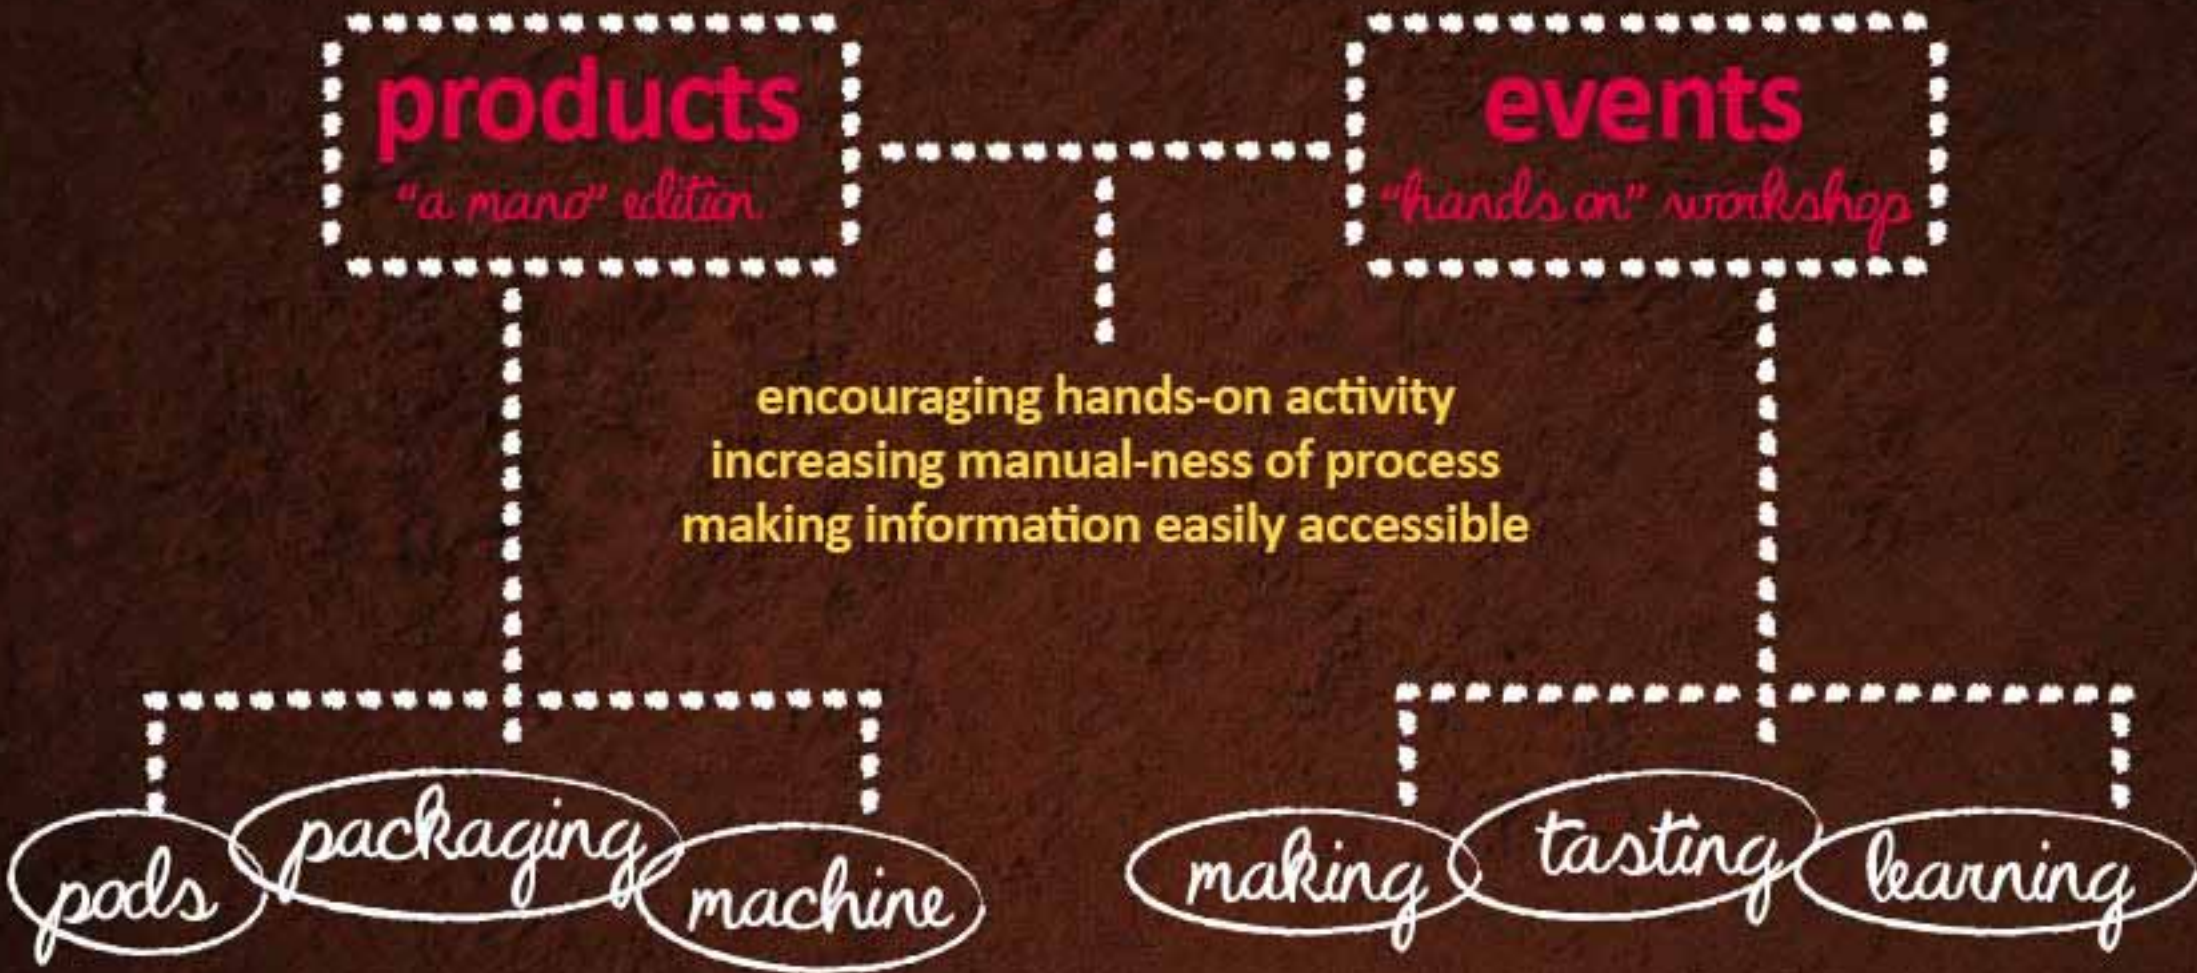 products
"a mano" edition
events
"hands on" workshop
encouraging hands-on activity
increasing manual-ness of process
making information easily accessible
pods
packaging
machine
making
tasting
learning